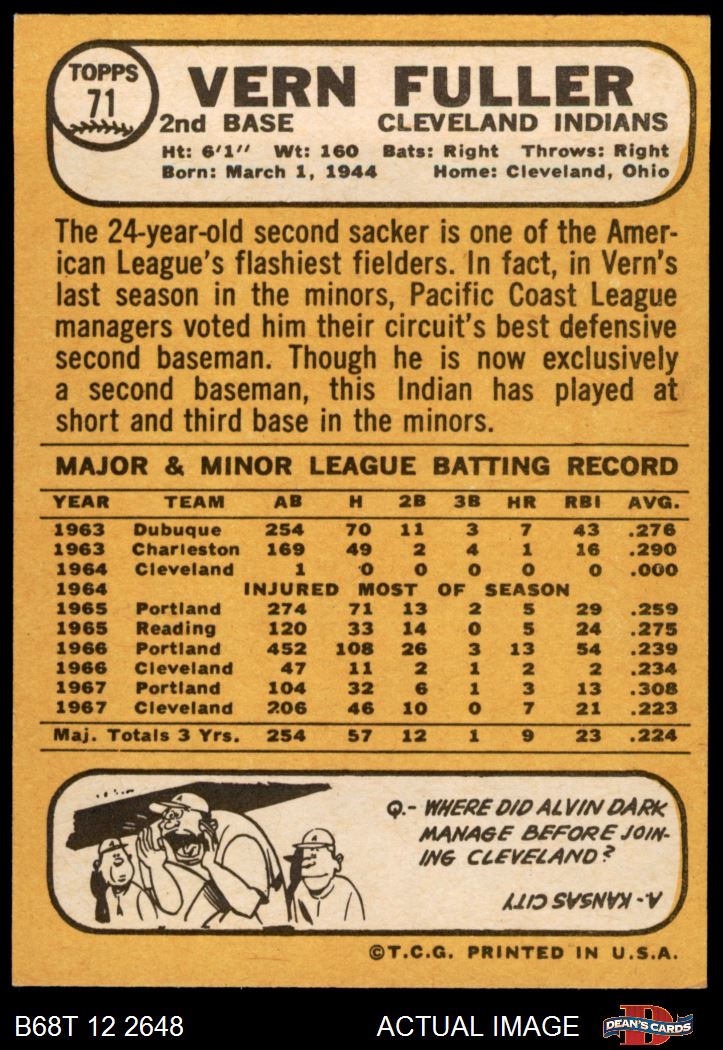 TOPPS
71
VERN FULLER
2nd BASE CLEVELAND INDIANS
Ht: 6'1" Wt: 160 Bats: Right Throws: Right
Born: March 1, 1944 Home: Cleveland, Ohio
The 24-year-old second sacker is one of the Amer-
ican League's flashiest fielders. In fact, in Vern's
last season in the minors, Pacific Coast League
managers voted him their circuit's best defensive
second baseman. Though he is now exclusively
a second baseman, this Indian has played at
short and third base in the minors.
MAJOR & MINOR LEAGUE BATTING RECORD
YEAR TEAM AB H 2B 3B HR RBI AVG.
1963 Dubuque 254 70 11 3 7 43 .276
1963 Charleston 169 49 2 4 1 16 .290
1964 Cleveland 1 0 0 0 0 0 .000
1964 INJURED MOST OF SEASON
1965 Portland 274 71 13 2 5 29 .259
1965 Reading 120 33 14 0 5 24 .275
1966 Portland 452 108 26 3 13 54 .239
1966 Cleveland 47 11 2 1 2 2 .234
1967 Portland 104 32 6 1 3 13 .308
1967 Cleveland 206 46 10 0 7 21 .223
Maj. Totals 3 Yrs. 254 57 12 1 9 23 .224
Q.- WHERE DID ALVIN DARK
MANAGE BEFORE JOIN-
ING CLEVELAND?
A- KANSAS CITY
A
A
©T.C.G. PRINTED IN U.S.A.
B68T 12 2648 ACTUAL IMAGE
D
DEAN'S CARDS